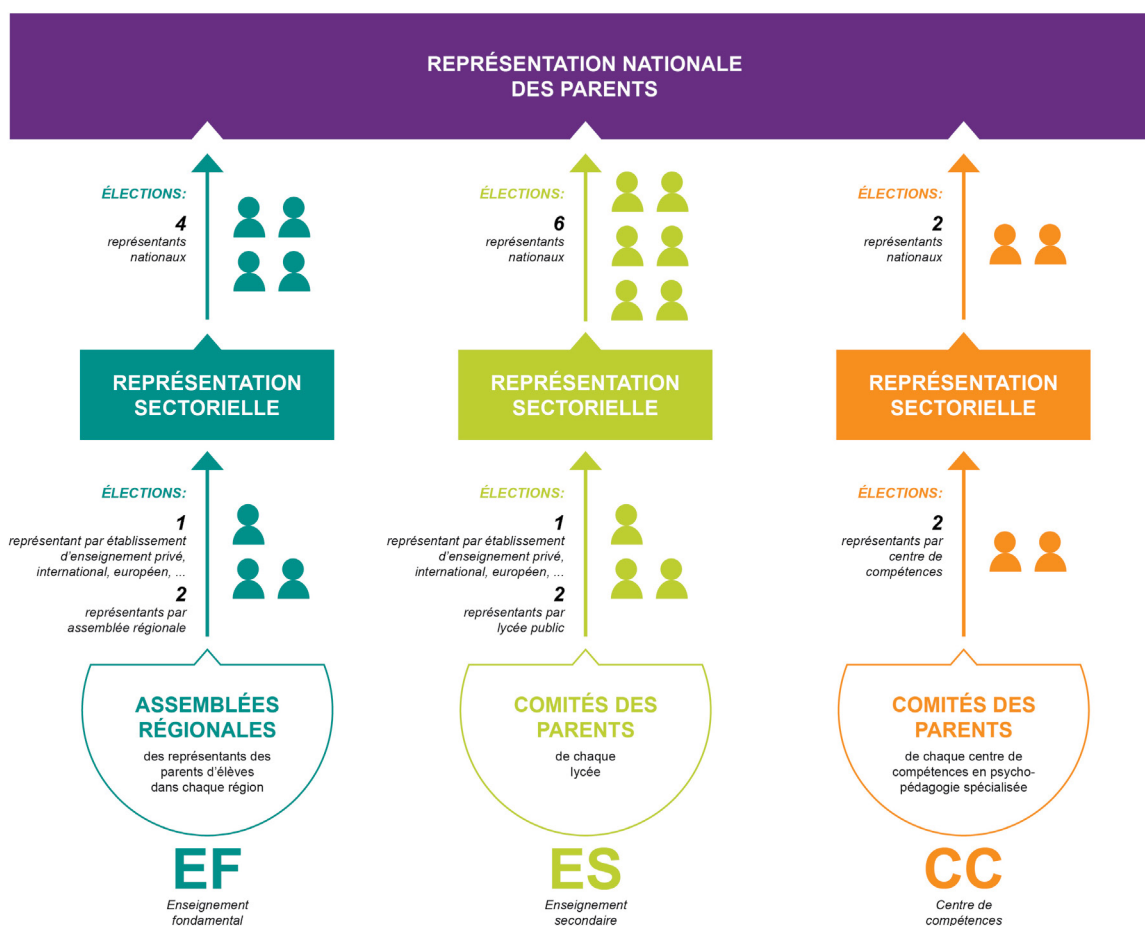 REPRÉSENTATION NATIONALE
DES PARENTS
ÉLECTIONS:
4
représentants
nationaux
ÉLECTIONS:
6
représentants
nationaux
ÉLECTIONS:
2
représentants
nationaux
REPRÉSENTATION
SECTORIELLE
REPRÉSENTATION
SECTORIELLE
REPRÉSENTATION
SECTORIELLE
ÉLECTIONS:
1
représentant par établissement
d'enseignement privé,
international, européen, ...
2
représentants par
assemblée régionale
ÉLECTIONS:
1
représentant par établissement
d'enseignement privé,
international, européen, ...
2
représentants par
lycée public
ÉLECTIONS:
2
représentants par
centre de
compétences
ASSEMBLÉES
RÉGIONALES
des représentants des
parents d'élèves
dans chaque région
COMITÉS DES
PARENTS
de chaque
lycée
COMITÉS DES
PARENTS
de chaque centre de
compétences en psycho-
pédagogie spécialisée
EF
Enseignement
fondamental
ES
Enseignement
secondaire
CC
Centre de
compétences